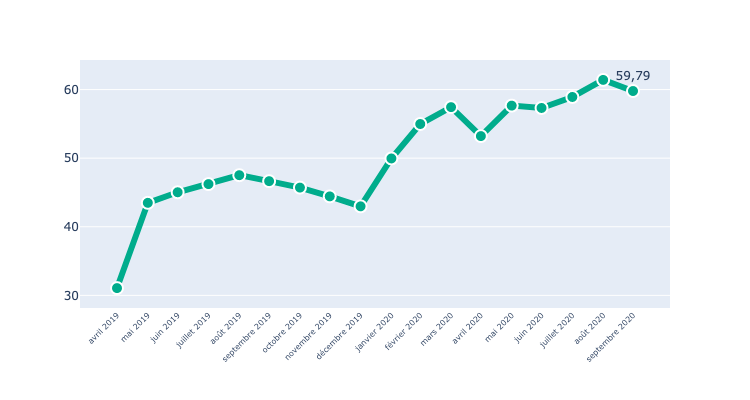 59,79
60
50
40
30
avril 2019
mai 2019
juin 2019
juillet 2019
août 2019
septembre 2019
octobre 2019
novembre 2019
décembre 2019
janvier 2020
février 2020
mars 2020
avril 2020
mai 2020
juin 2020
juillet 2020
août 2020
septembre 2020